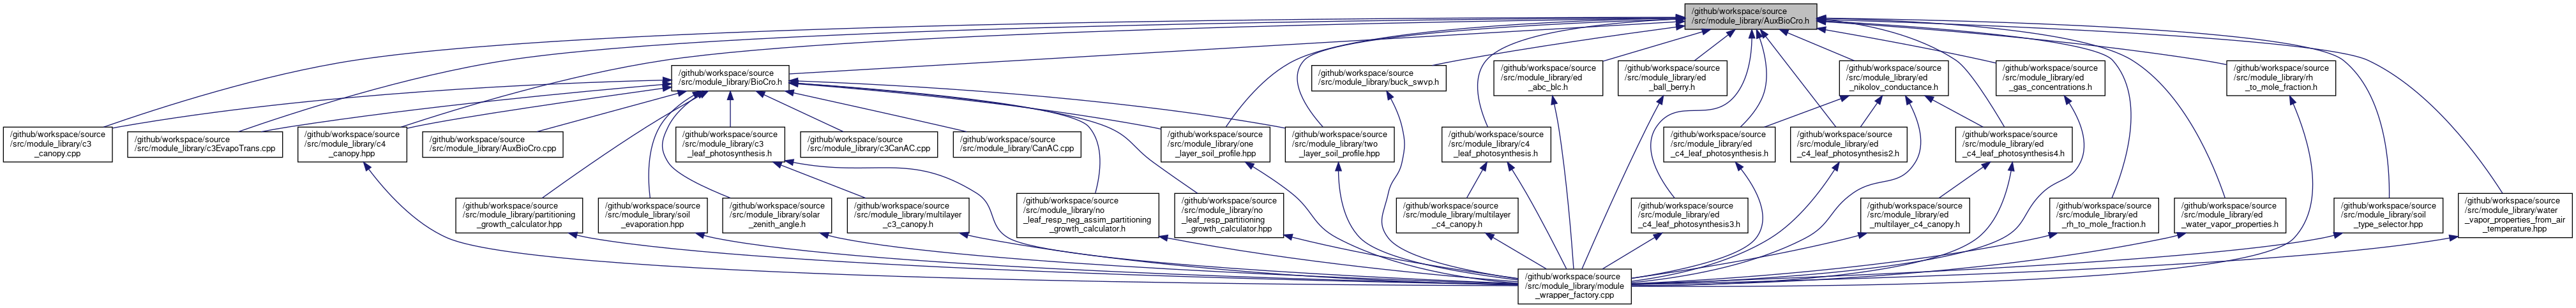 /github/workspace/source
/src/module_library/AuxBioCro.h
/github/workspace/source
/src/module_library/BioCro.h
/github/workspace/source
/src/module_library/buck_swvp.h
/github/workspace/source
/src/module_library/ed
_abc_blc.h
/github/workspace/source
/src/module_library/ed
_ball_berry.h
/github/workspace/source
/src/module_library/ed
_nikolov_conductance.h
/github/workspace/source
/src/module_library/ed
_gas_concentrations.h
/github/workspace/source
/src/module_library/rh
_to_mole_fraction.h
/github/workspace/source
/src/module_library/c3
_canopy.cpp
/github/workspace/source
/src/module_library/c3EvapoTrans.cpp
/github/workspace/source
/src/module_library/c4
_canopy.hpp
/github/workspace/source
/src/module_library/AuxBioCro.cpp
/github/workspace/source
/src/module_library/c3
_leaf_photosynthesis.h
/github/workspace/source
/src/module_library/c3CanAC.cpp
/github/workspace/source
/src/module_library/CanAC.cpp
/github/workspace/source
/src/module_library/one
_layer_soil_profile.hpp
/github/workspace/source
/src/module_library/two
_layer_soil_profile.hpp
/github/workspace/source
/src/module_library/c4
_leaf_photosynthesis.h
/github/workspace/source
/src/module_library/ed
_c4_leaf_photosynthesis.h
/github/workspace/source
/src/module_library/ed
_c4_leaf_photosynthesis2.h
/github/workspace/source
/src/module_library/ed
_c4_leaf_photosynthesis4.h
/github/workspace/source
/src/module_library/partitioning
_growth_calculator.hpp
/github/workspace/source
/src/module_library/soil
_evaporation.hpp
/github/workspace/source
/src/module_library/solar
_zenith_angle.h
/github/workspace/source
/src/module_library/multilayer
_c3_canopy.h
/github/workspace/source
/src/module_library/no
_leaf_resp_neg_assim_partitioning
_growth_calculator.h
/github/workspace/source
/src/module_library/no
_leaf_resp_partitioning
_growth_calculator.hpp
/github/workspace/source
/src/module_library/multilayer
_c4_canopy.h
/github/workspace/source
/src/module_library/ed
_c4_leaf_photosynthesis3.h
/github/workspace/source
/src/module_library/ed
_multilayer_c4_canopy.h
/github/workspace/source
/src/module_library/ed
_rh_to_mole_fraction.h
/github/workspace/source
/src/module_library/ed
_water_vapor_properties.h
/github/workspace/source
/src/module_library/soil
_type_selector.hpp
/github/workspace/source
/src/module_library/water
_vapor_properties_from_air
_temperature.hpp
/github/workspace/source
/src/module_library/module
_wrapper_factory.cpp